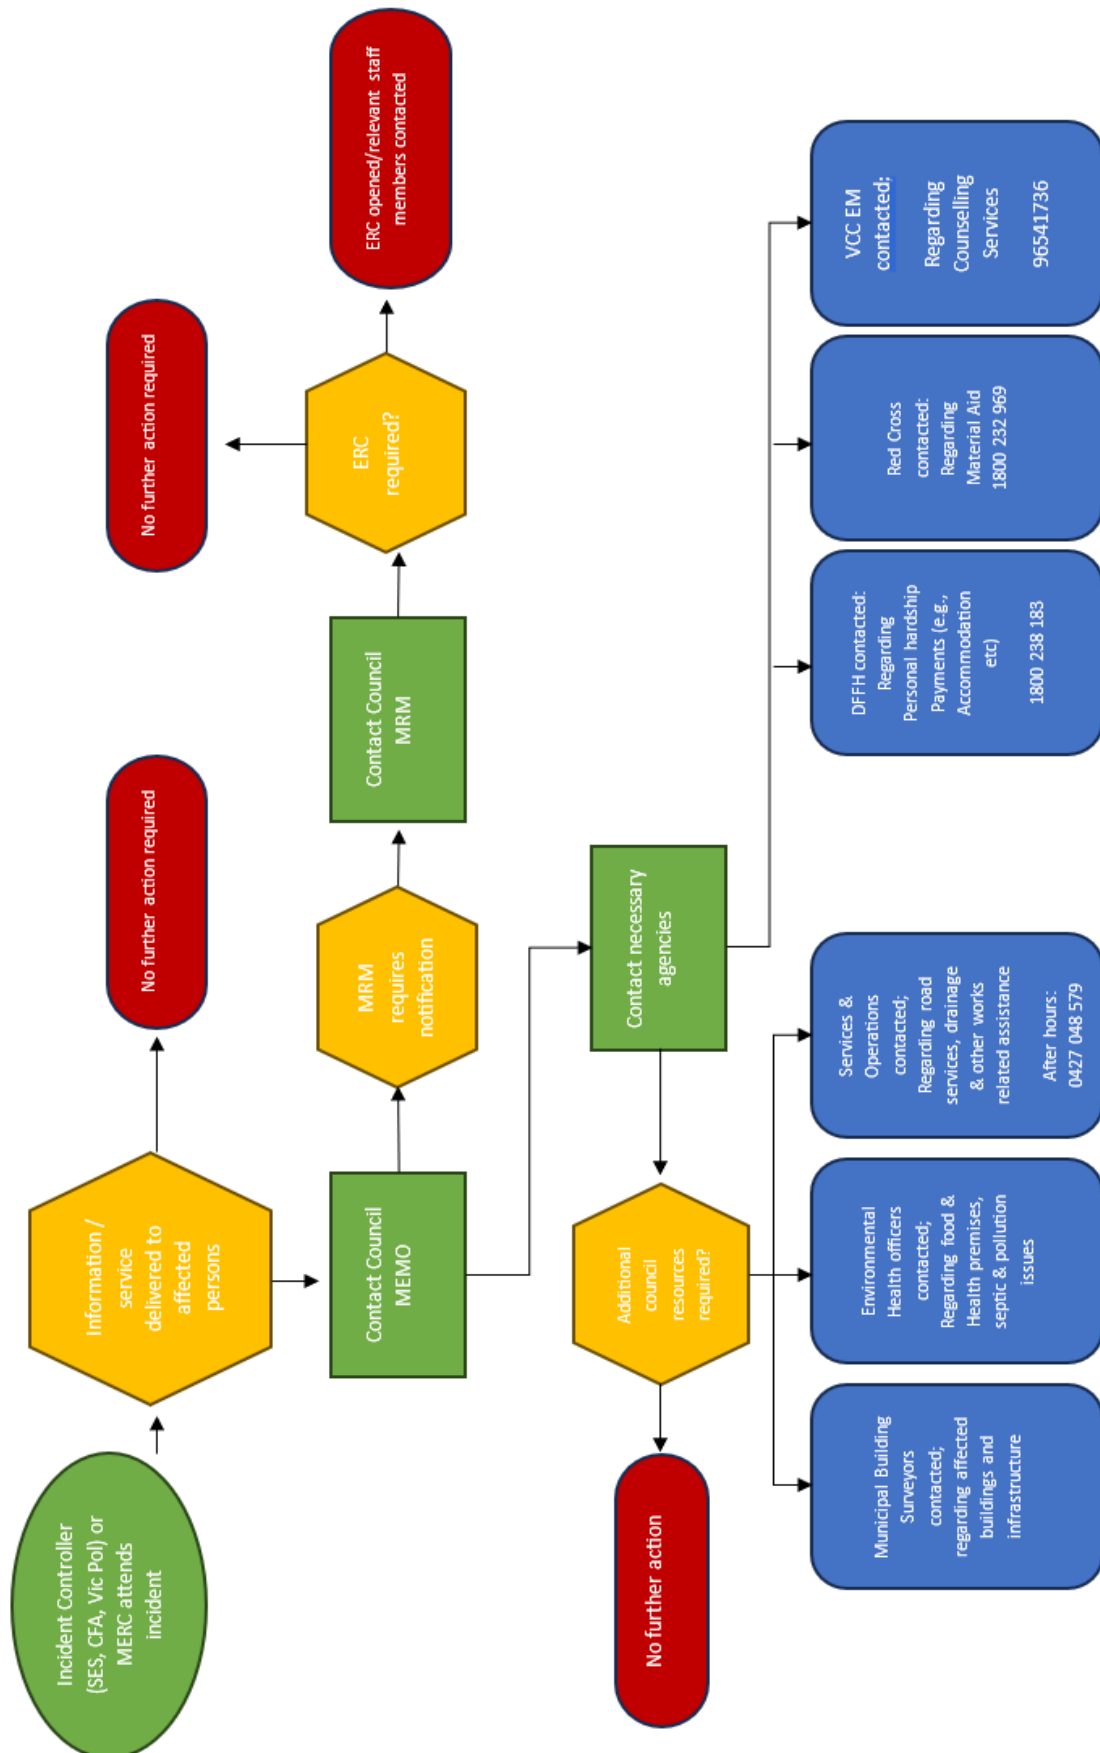 Incident Controller
(SES, CFA, Vic Pol) or
MERC attends
incident
Information /
service
delivered to
affected
persons
No further action required
Contact Council
MEMO
MRM
requires
notification
Contact Council
MRM
ERC
required?
No further action required
ERC opened/relevant staff
members contacted
Contact necessary
agencies
Additional
council
resources
required?
No further action
Municipal Building
Surveyors
contacted;
regarding affected
buildings and
infrastructure
Environmental
Health officers
contacted;
Regarding food &
Health premises,
septic & pollution
issues
Services &
Operations
contacted;
Regarding road
services, drainage
& other works
related assistance
After hours:
0427 048 579
DFFH contacted:
Regarding
Personal hardship
Payments (e.g.,
Accommodation
etc)
1800 238 183
Red Cross
contacted:
Regarding
Material Aid
1800 232 969
VCC EM
contacted;
Regarding
Counselling
Services
96541736